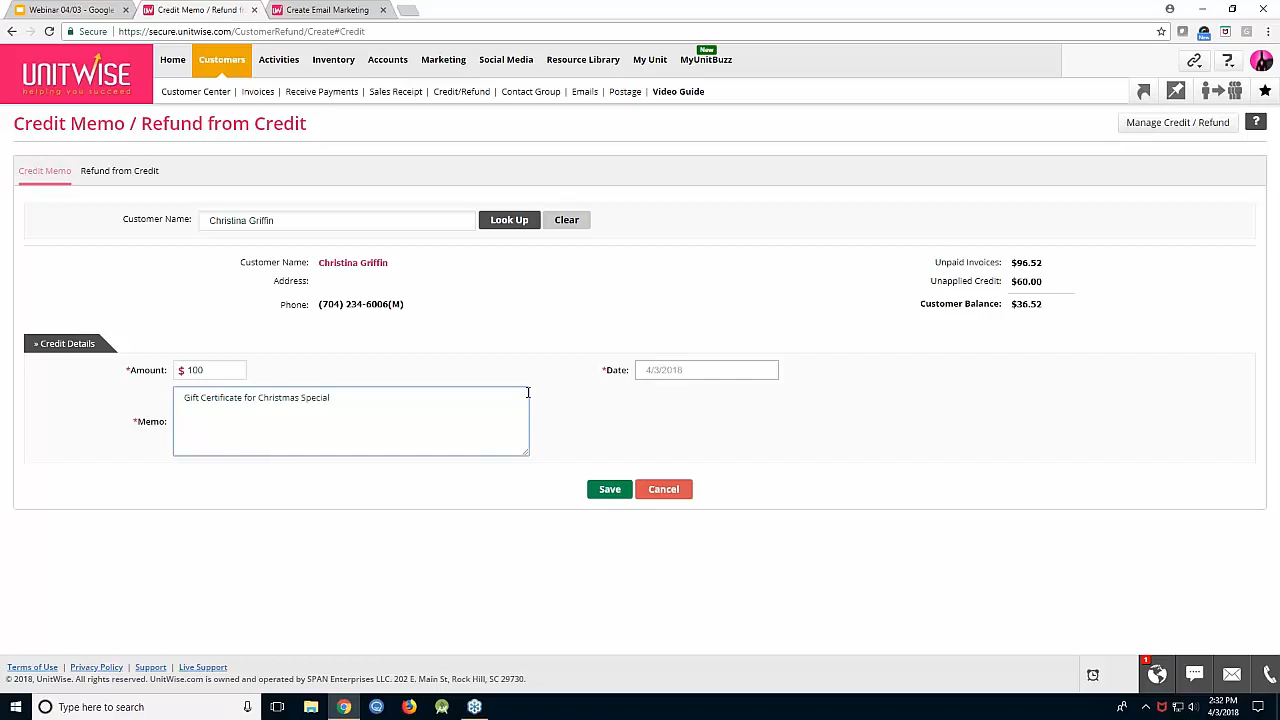 Webinar 04/03 - Google
Credit Memo / Refund fr
Create Email Marketing
Secure
https://secure.unitwise.com/CustomerRefund/Create#Credit
UNITWISE
helping you succeed
Home
Customers
Activities
Inventory
Accounts
Marketing
Social Media
Resource Library
My Unit
New
MyUnitBuzz
Customer Center | Invoices | Receive Payments | Sales Receipt | Credit/Refund | Contact Group | Emails | Postage | Video Guide
Credit Memo / Refund from Credit
Manage Credit / Refund
?
Credit Memo
Refund from Credit
Customer Name:
Christina Griffin
Look Up
Clear
Customer Name: Christina Griffin
Address:
Phone: (704) 234-6006(M)
Unpaid Invoices: $96.52
Unapplied Credit: $60.00
Customer Balance: $36.52
» Credit Details
*Amount: $ 100
*Date: 4/3/2018
*Memo:
Gift Certificate for Christmas Special
Save
Cancel
Terms of Use | Privacy Policy | Support | Live Support
© 2018, UnitWise. All rights reserved. UnitWise.com is owned and operated by SPAN Enterprises LLC. 202 E. Main St, Rock Hill, SC 29730.
1
Type here to search
2:32 PM
4/3/2018